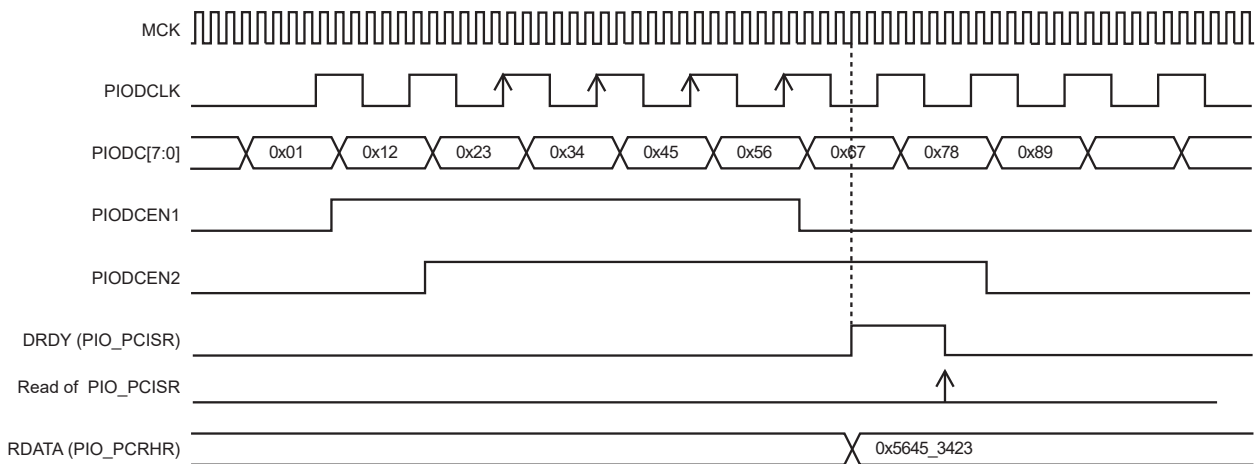 MCK
PIODCLK
PIODC[7:0] 0x01 0x12 0x23 0x34 0x45 0x56 0x67 0x78 0x89
PIODCEN1
PIODCEN2
DRDY (PIO_PCISR)
Read of PIO_PCISR
RDATA (PIO_PCRHR) 0x5645_3423